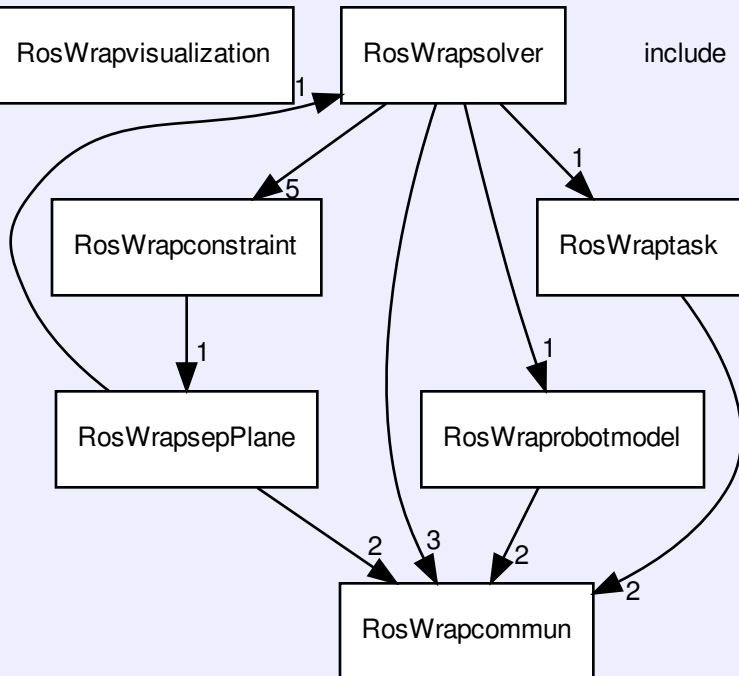 RosWrapvisualization
RosWrapsolver
include
1
5
1
RosWrapconstraint
RosWraptask
1
1
RosWrapsepPlane
RosWraprobotmodel
2
3
2
2
RosWrapcommun